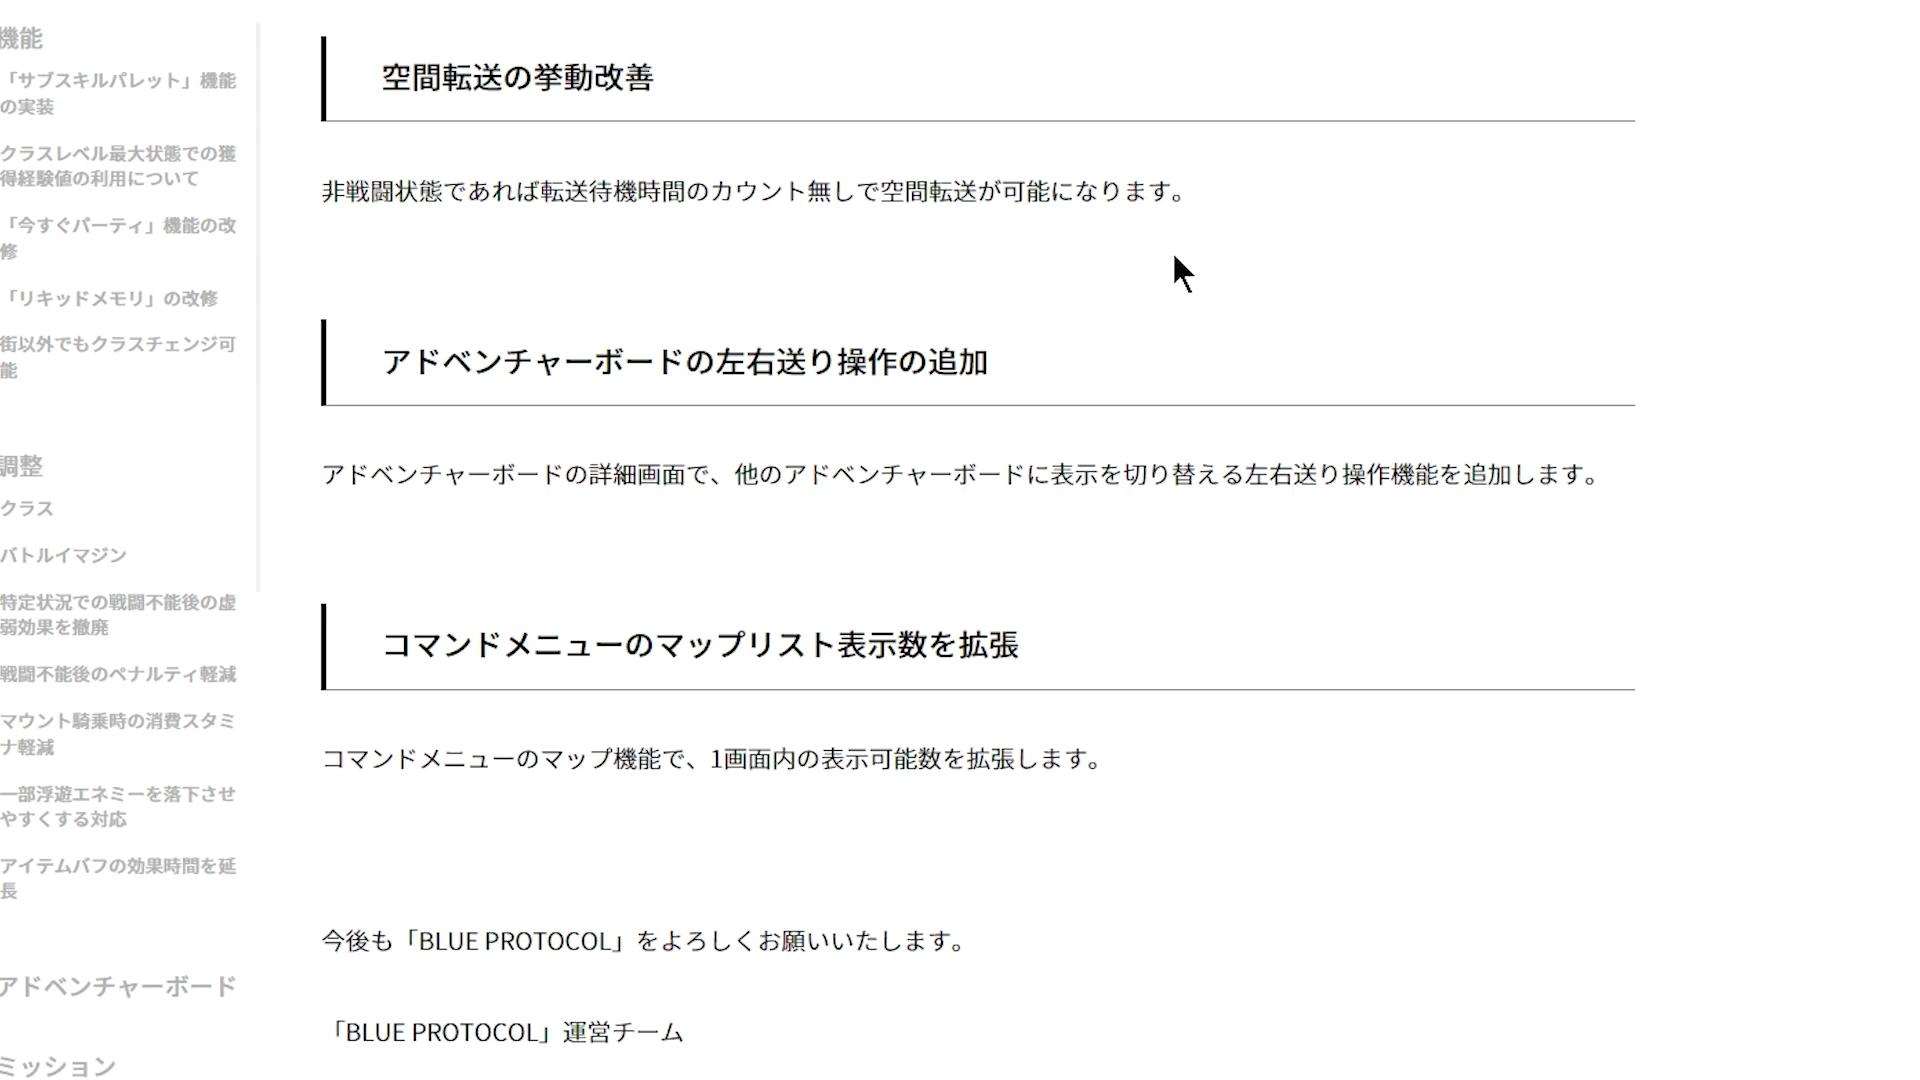 機能
「サブスキルパレット」機能
の実装
クラスレベル最大状態での獲
得経験値の利用について
「今すぐパーティ」機能の改
修
「リキッドメモリ」の改修
街以外でもクラスチェンジ可
能
調整
クラス
バトルイマジン
特定状況での戦闘不能後の虚
弱効果を撤廃
戦闘不能後のペナルティ軽減
マウント騎乗時の消費スタミ
ナ軽減
一部浮遊エネミーを落下させ
やすくする対応
アイテムバフの効果時間を延
長
アドベンチャーボード
ミッション
空間転送の挙動改善
非戦闘状態であれば転送待機時間のカウント無しで空間転送が可能になります。
アドベンチャーボードの左右送り操作の追加
アドベンチャーボードの詳細画面で、他のアドベンチャーボードに表示を切り替える左右送り操作機能を追加します。
コマンドメニューのマップリスト表示数を拡張
コマンドメニューのマップ機能で、1画面内の表示可能数を拡張します。
今後も「BLUE PROTOCOL」をよろしくお願いいたします。
「BLUE PROTOCOL」運営チーム